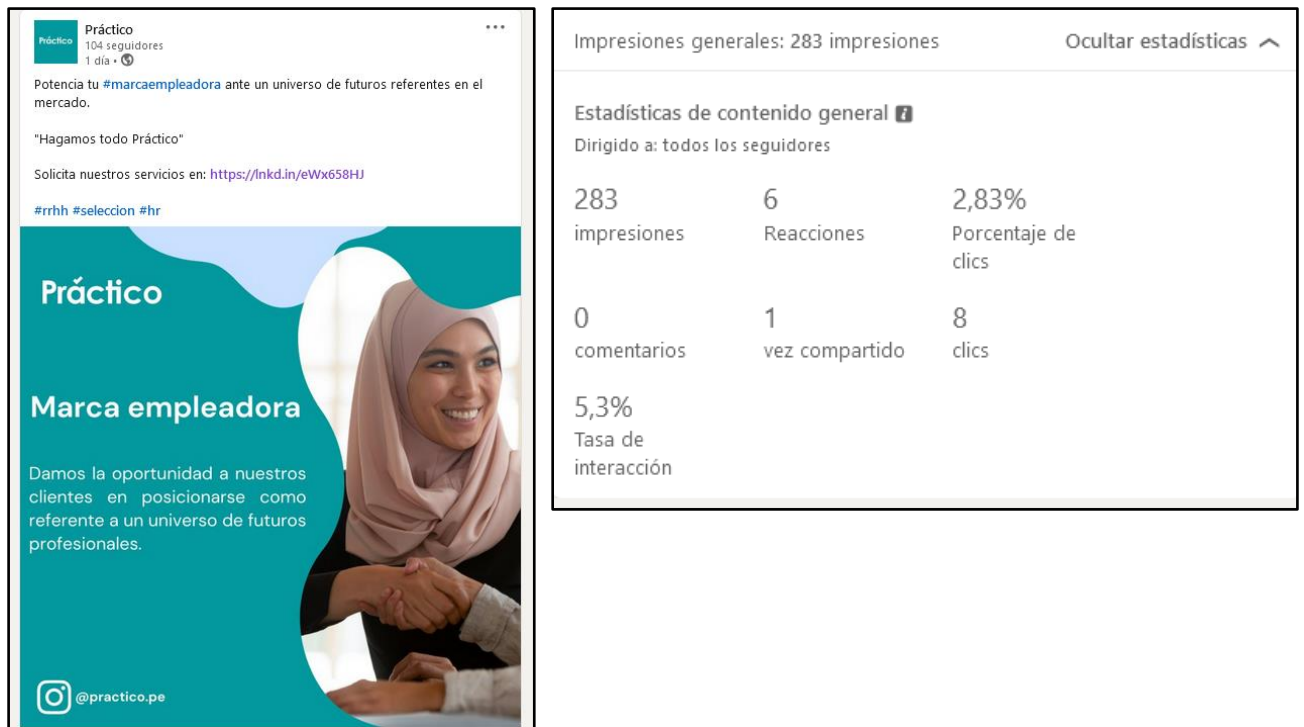 Práctico
Práctico
104 seguidores
1 día •
Potencia tu #marcaempleadora ante un universo de futuros referentes en el
mercado.
"Hagamos todo Práctico"
Solicita nuestros servicios en: https://lnkd.in/eWx658HJ
#rrhh #seleccion #hr
Práctico
Marca empleadora
Damos la oportunidad a nuestros
clientes en posicionarse como
referente a un universo de futuros
profesionales.
@practico.pe
Impresiones generales: 283 impresiones
Ocultar estadísticas
Estadísticas de contenido general
Dirigido a: todos los seguidores
283
impresiones
6
Reacciones
2,83%
Porcentaje de
clics
0
comentarios
1
vez compartido
8
clics
5,3%
Tasa de
interacción